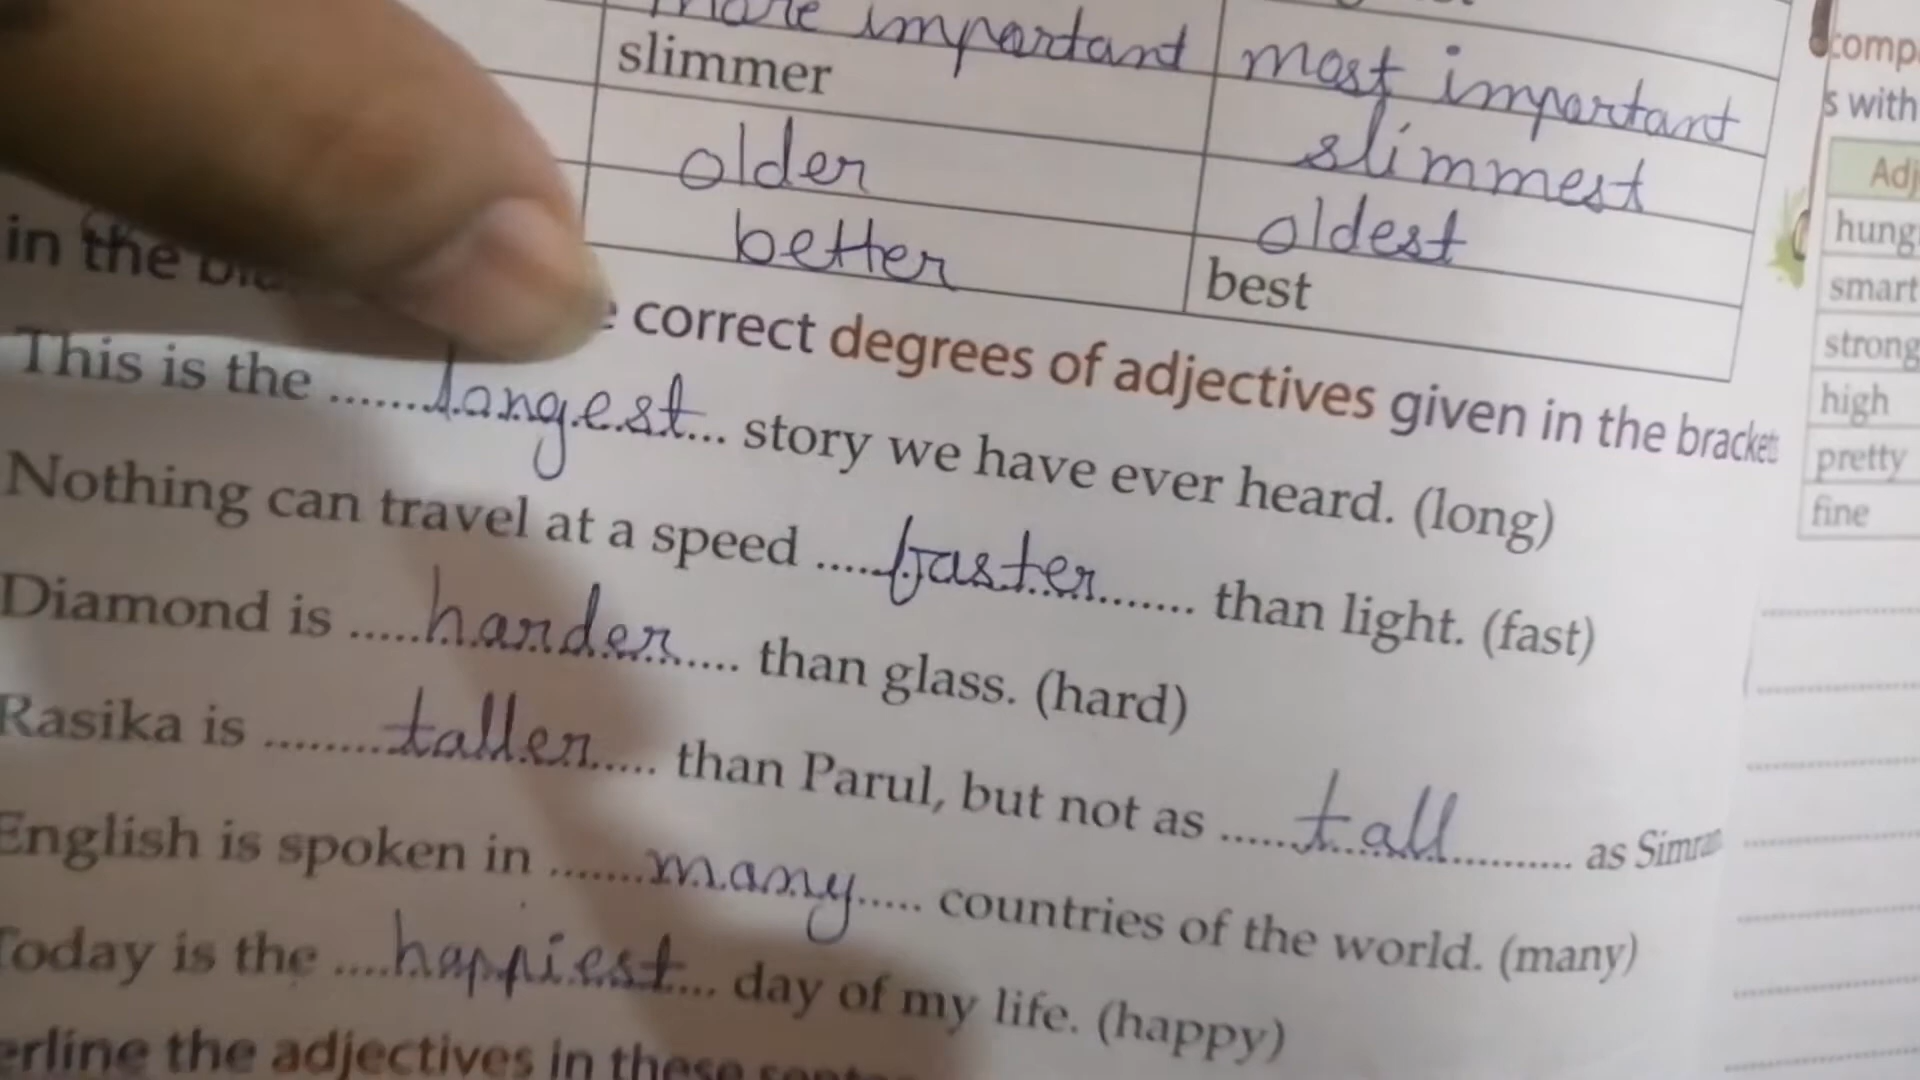 more important most important
slimmer slimmest
older oldest
better best
in the correct degrees of adjectives given in the bracket
This is the ......longest... story we have ever heard. (long)
Nothing can travel at a speed .....faster....... than light. (fast)
Diamond is .....harder.... than glass. (hard)
Rasika is ........taller..... than Parul, but not as ......tall.......... as Simran
English is spoken in .......many..... countries of the world. (many)
Today is the ....happiest... day of my life. (happy)
erline the adjectives in these
comp
s with
Adj
hung
smart
strong
high
pretty
fine